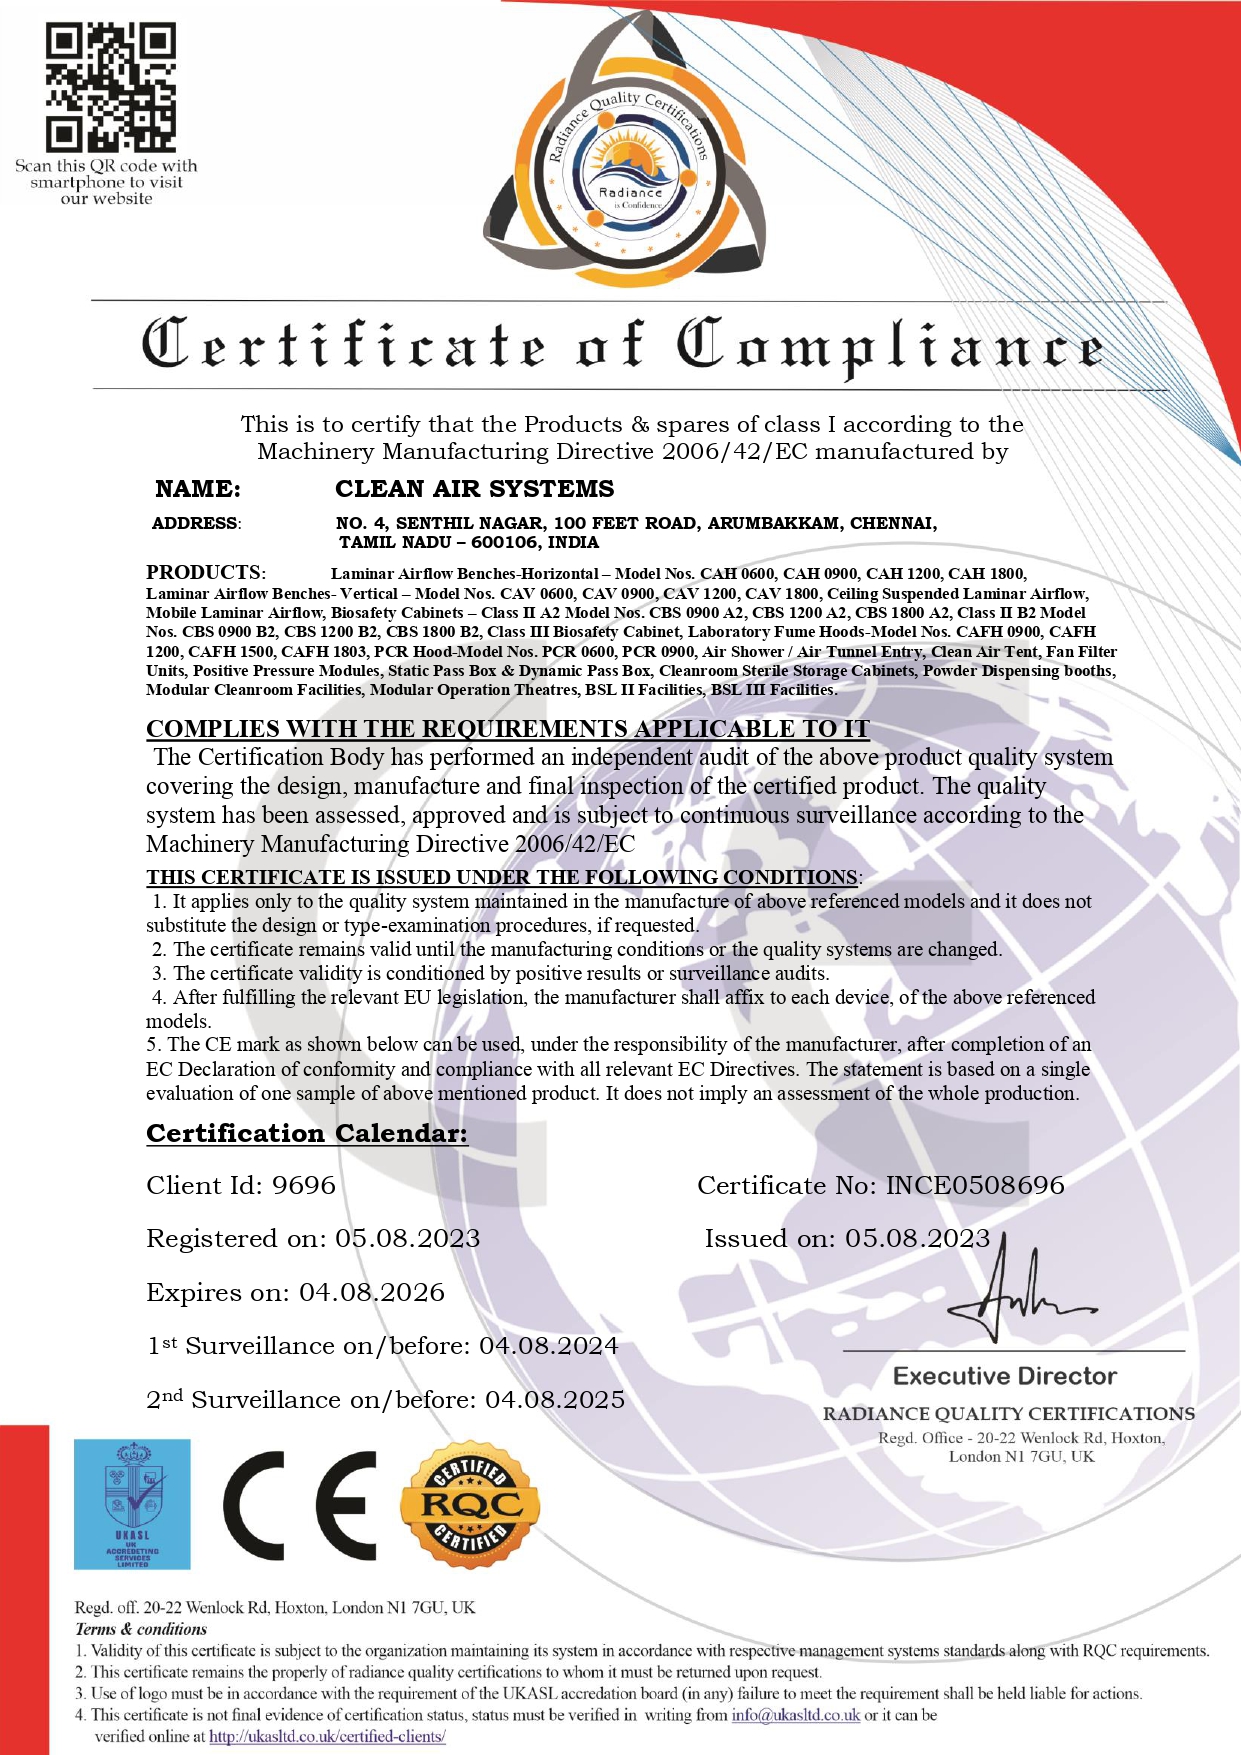 Scan this QR code with
smartphone to visit
our website
Radiance Quality Certifications
Radiance
is Confidence
Certificate of Compliance
This is to certify that the Products & spares of class I according to the
Machinery Manufacturing Directive 2006/42/EC manufactured by
NAME: CLEAN AIR SYSTEMS
ADDRESS: NO. 4, SENTHIL NAGAR, 100 FEET ROAD, ARUMBAKKAM, CHENNAI,
TAMIL NADU – 600106, INDIA
PRODUCTS: Laminar Airflow Benches-Horizontal – Model Nos. CAH 0600, CAH 0900, CAH 1200, CAH 1800,
Laminar Airflow Benches- Vertical – Model Nos. CAV 0600, CAV 0900, CAV 1200, CAV 1800, Ceiling Suspended Laminar Airflow,
Mobile Laminar Airflow, Biosafety Cabinets – Class II A2 Model Nos. CBS 0900 A2, CBS 1200 A2, CBS 1800 A2, Class II B2 Model
Nos. CBS 0900 B2, CBS 1200 B2, CBS 1800 B2, Class III Biosafety Cabinet, Laboratory Fume Hoods-Model Nos. CAFH 0900, CAFH
1200, CAFH 1500, CAFH 1803, PCR Hood-Model Nos. PCR 0600, PCR 0900, Air Shower / Air Tunnel Entry, Clean Air Tent, Fan Filter
Units, Positive Pressure Modules, Static Pass Box & Dynamic Pass Box, Cleanroom Sterile Storage Cabinets, Powder Dispensing booths,
Modular Cleanroom Facilities, Modular Operation Theatres, BSL II Facilities, BSL III Facilities.
COMPLIES WITH THE REQUIREMENTS APPLICABLE TO IT
The Certification Body has performed an independent audit of the above product quality system
covering the design, manufacture and final inspection of the certified product. The quality
system has been assessed, approved and is subject to continuous surveillance according to the
Machinery Manufacturing Directive 2006/42/EC
THIS CERTIFICATE IS ISSUED UNDER THE FOLLOWING CONDITIONS:
1. It applies only to the quality system maintained in the manufacture of above referenced models and it does not
substitute the design or type-examination procedures, if requested.
2. The certificate remains valid until the manufacturing conditions or the quality systems are changed.
3. The certificate validity is conditioned by positive results or surveillance audits.
4. After fulfilling the relevant EU legislation, the manufacturer shall affix to each device, of the above referenced
models.
5. The CE mark as shown below can be used, under the responsibility of the manufacturer, after completion of an
EC Declaration of conformity and compliance with all relevant EC Directives. The statement is based on a single
evaluation of one sample of above mentioned product. It does not imply an assessment of the whole production.
Certification Calendar:
Client Id: 9696 Certificate No: INCE0508696
Registered on: 05.08.2023 Issued on: 05.08.2023
Expires on: 04.08.2026
1st Surveillance on/before: 04.08.2024
2nd Surveillance on/before: 04.08.2025
Executive Director
RADIANCE QUALITY CERTIFICATIONS
Regd. Office - 20-22 Wenlock Rd, Hoxton,
London N1 7GU, UK
UKASL
UK
ACCREDETING
SERVICES
LIMITED
CE
CERTIFIED
RQC
CERTIFIED
Regd. off. 20-22 Wenlock Rd, Hoxton, London N1 7GU, UK
Terms & conditions
1. Validity of this certificate is subject to the organization maintaining its system in accordance with respective management systems standards along with RQC requirements.
2. This certificate remains the properly of radiance quality certifications to whom it must be returned upon request.
3. Use of logo must be in accordance with the requirement of the UKASL accredation board (in any) failure to meet the requirement shall be held liable for actions.
4. This certificate is not final evidence of certification status, status must be verified in writing from info@ukasltd.co.uk or it can be
verified online at http://ukasltd.co.uk/certified-clients/